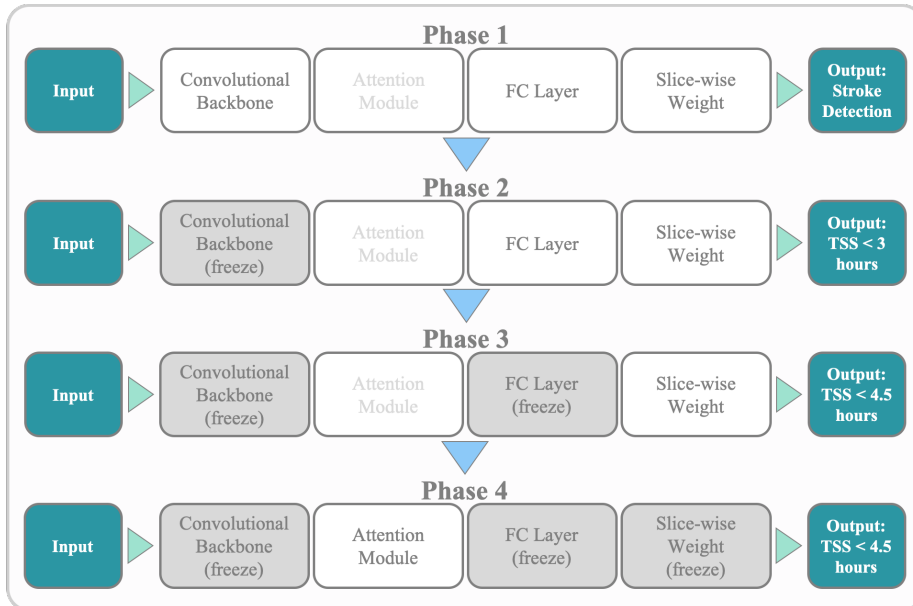 Phase 1
Input
Convolutional
Backbone
Attention
Module
FC Layer
Slice-wise
Weight
Output:
Stroke
Detection
Phase 2
Input
Convolutional
Backbone
(freeze)
Attention
Module
FC Layer
Slice-wise
Weight
Output:
TSS < 3
hours
Phase 3
Input
Convolutional
Backbone
(freeze)
Attention
Module
FC Layer
(freeze)
Slice-wise
Weight
Output:
TSS < 4.5
hours
Phase 4
Input
Convolutional
Backbone
(freeze)
Attention
Module
FC Layer
(freeze)
Slice-wise
Weight
(freeze)
Output:
TSS < 4.5
hours